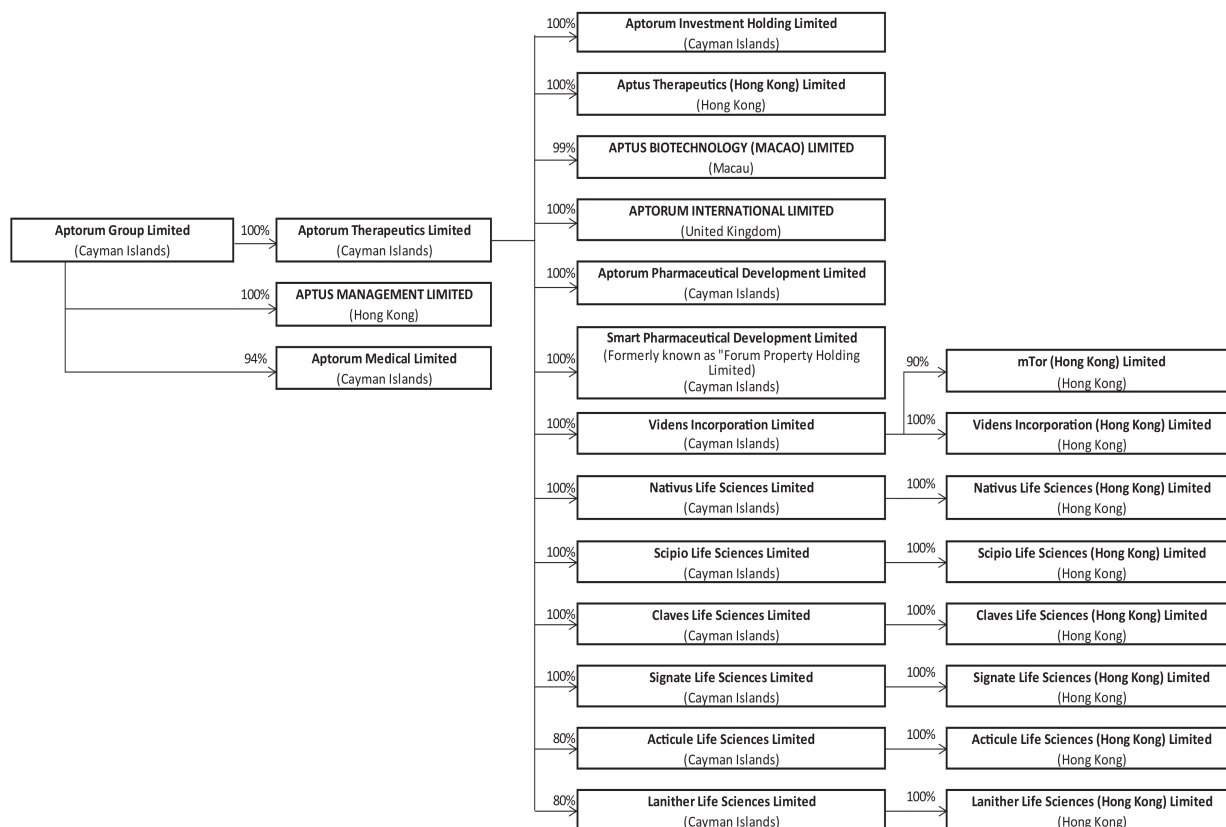 100%
Aptorum Investment Holding Limited
(Cayman Islands)
100%
Aptus Therapeutics (Hong Kong) Limited
(Hong Kong)
99%
APTUS BIOTECHNOLOGY (MACAO) LIMITED
(Macau)
100%
APTORUM INTERNATIONAL LIMITED
(United Kingdom)
Aptorum Group Limited
(Cayman Islands)
100%
Aptorum Therapeutics Limited
(Cayman Islands)
100%
Aptorum Pharmaceutical Development Limited
(Cayman Islands)
100%
APTUS MANAGEMENT LIMITED
(Hong Kong)
94%
Aptorum Medical Limited
(Cayman Islands)
100%
Smart Pharmaceutical Development Limited
(Formerly known as "Forum Property Holding
Limited)
(Cayman Islands)
90%
mTor (Hong Kong) Limited
(Hong Kong)
100%
Videns Incorporation Limited
(Cayman Islands)
100%
Videns Incorporation (Hong Kong) Limited
(Hong Kong)
100%
Nativus Life Sciences Limited
(Cayman Islands)
100%
Nativus Life Sciences (Hong Kong) Limited
(Hong Kong)
100%
Scipio Life Sciences Limited
(Cayman Islands)
100%
Scipio Life Sciences (Hong Kong) Limited
(Hong Kong)
100%
Claves Life Sciences Limited
(Cayman Islands)
100%
Claves Life Sciences (Hong Kong) Limited
(Hong Kong)
100%
Signate Life Sciences Limited
(Cayman Islands)
100%
Signate Life Sciences (Hong Kong) Limited
(Hong Kong)
80%
Acticule Life Sciences Limited
(Cayman Islands)
100%
Acticule Life Sciences (Hong Kong) Limited
(Hong Kong)
80%
Lanither Life Sciences Limited
(Cayman Islands)
100%
Lanither Life Sciences (Hong Kong) Limited
(Hong Kong)